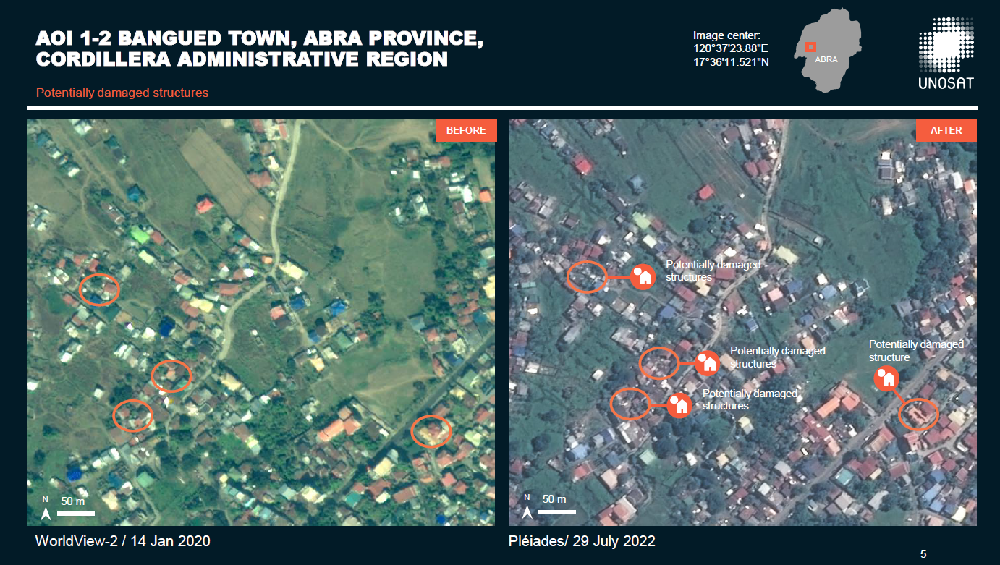 AOI 1-2 BANGUED TOWN, ABRA PROVINCE,
CORDILLERA ADMINISTRATIVE REGION
Potentially damaged structures
Image center:
120°37'23.88"E
17°36'11.521"N
ABRA
UNOSAT
BEFORE
AFTER
Potentially damaged
structures
Potentially damaged
structures
Potentially damaged
structure
Potentially damaged
structures
N
50 m
N
50 m
WorldView-2 / 14 Jan 2020
Pléiades/ 29 July 2022
5